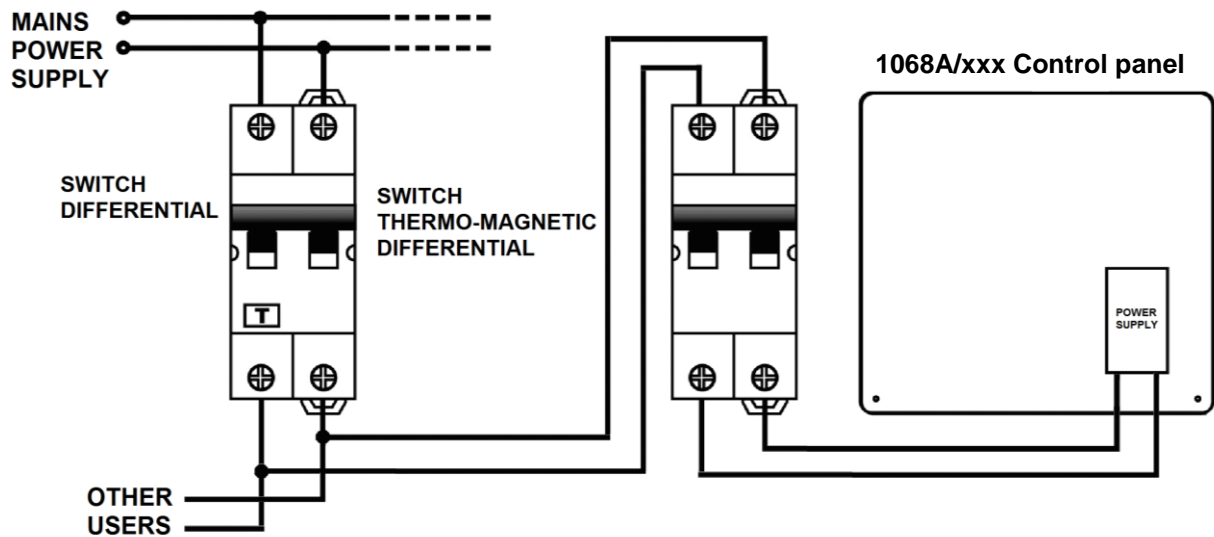 MAINS
POWER
SUPPLY
1068A/xxx Control panel
SWITCH
DIFFERENTIAL
SWITCH
THERMO-MAGNETIC
DIFFERENTIAL
T
POWER
SUPPLY
OTHER
USERS